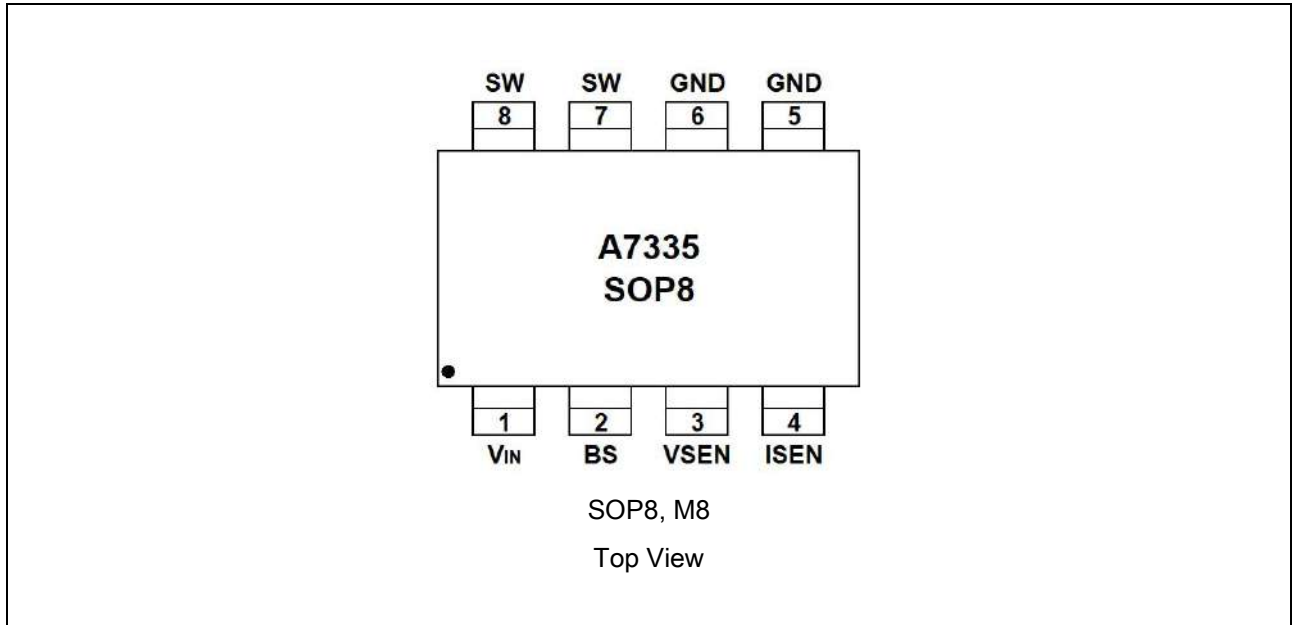 SW SW GND GND
8 7 6 5
A7335
SOP8
1 2 3 4
VIN BS VSEN ISEN
SOP8, M8
Top View